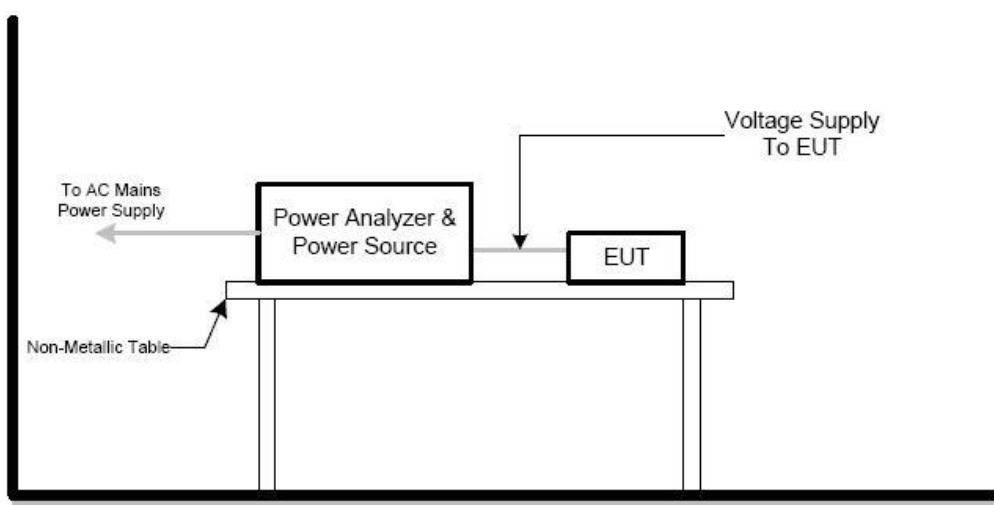 Voltage Supply
To EUT
To AC Mains
Power Supply
Power Analyzer &
Power Source
EUT
Non-Metallic Table